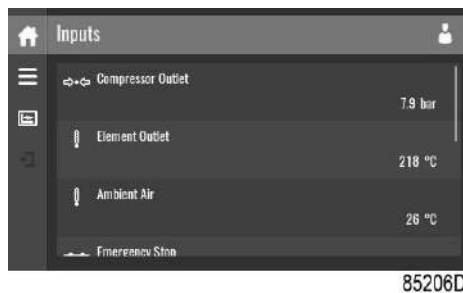 Inputs
Compressor Outlet
7.9 bar
Element Outlet
218 °C
Ambient Air
26 °C
Emergency Stop
85206D